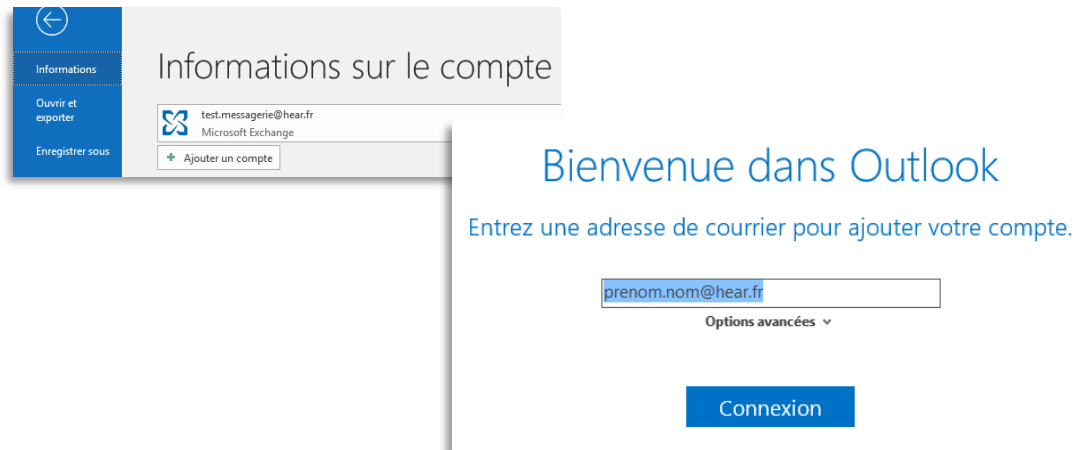 Informations
Ouvrir et
exporter
Enregistrer sous
Informations sur le compte
test.messagerie@hear.fr
Microsoft Exchange
Ajouter un compte
Bienvenue dans Outlook
Entrez une adresse de courrier pour ajouter votre compte.
prenom.nom@hear.fr
Options avancées
Connexion